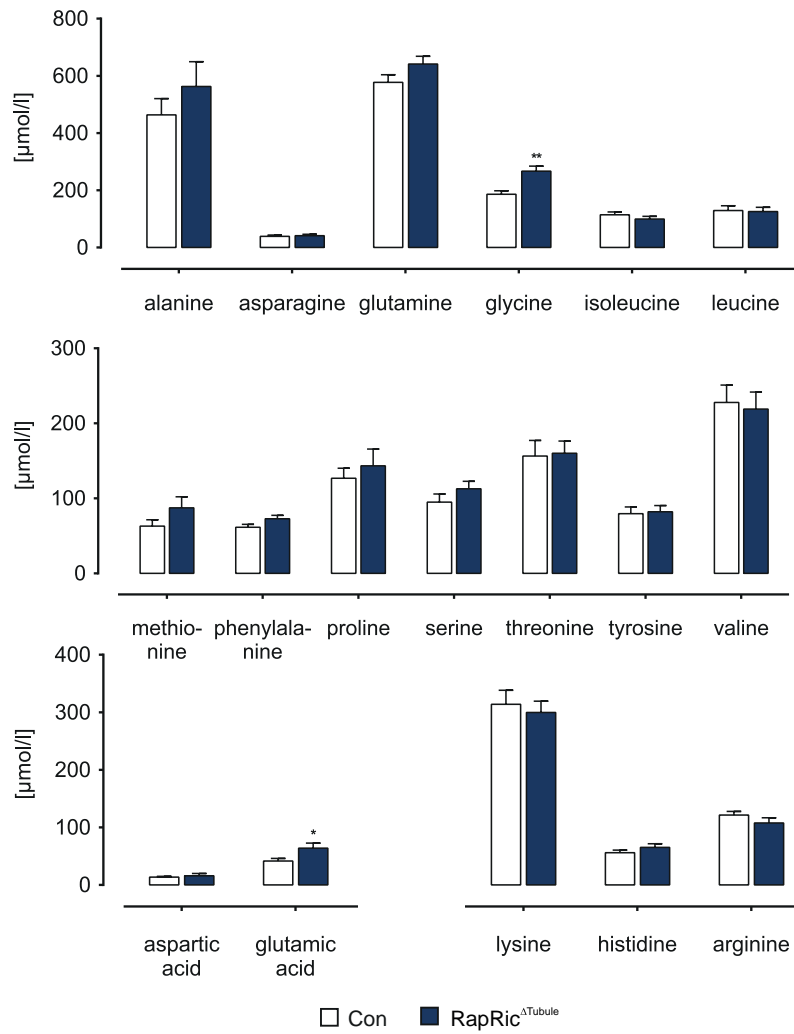 800
600
400
200
0
[µmol/l]
**
alanine asparagine glutamine glycine isoleucine leucine
300
200
100
0
[µmol/l]
methio- phenylala- proline serine threonine tyrosine valine
nine nine
400
300
200
100
0
[µmol/l]
*
aspartic glutamic lysine histidine arginine
acid acid
Con RapRic^ΔTubule